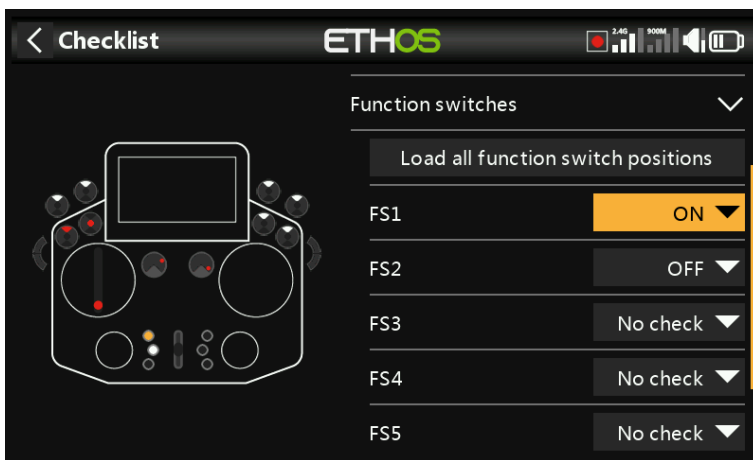 Checklist
ETHOS
2.4G
900M
Function switches
Load all function switch positions
FS1
ON
FS2
OFF
FS3
No check
FS4
No check
FS5
No check